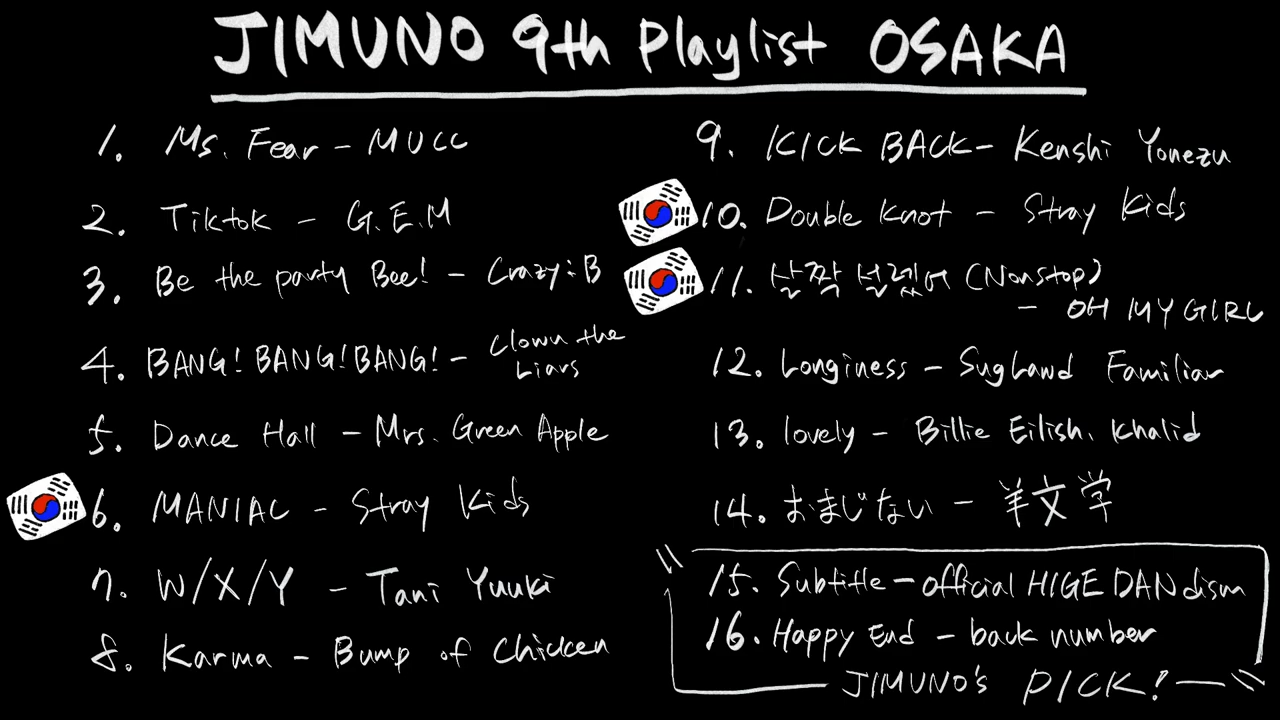 JIMUNO 9th Playlist OSAKA
1. Ms. Fear - MUCC
2. Tiktok - G.E.M
3. Be the party Bee! - Crazy:B
4. BANG! BANG! BANG! - Clown the
Liars
5. Dance Hall - Mrs. Green Apple
6. MANIAC - Stray Kids
7. W/X/Y - Tani Yuuki
8. Karma - Bump of Chicken
9. KICK BACK - Kenshi Yonezu
10. Double Knot - Stray Kids
11. 살짝 설렜어 (Nonstop)
- OH MY GIRL
12. Longiness - SugLand Familiar
13. lovely - Billie Eilish, Khalid
14. おまじない - 羊文学
15. Subtitle - official HIGE DANdism
16. Happy End - back number
JIMUNO's PICK!